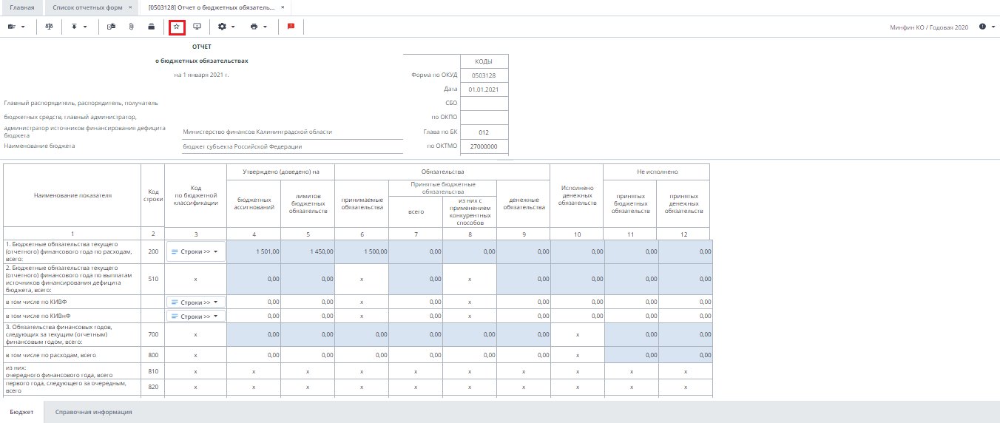 Главная
Список отчетных форм ×
[0503128] Отчет о бюджетных обязатель... ×
Минфин КО / Годовая 2020
ОТЧЕТ
о бюджетных обязательствах
на 1 января 2021 г.
КОДЫ
Форма по ОКУД 0503128
Дата 01.01.2021
Главный распорядитель, распорядитель, получатель СБО
бюджетных средств, главный администратор, по ОКПО
администратор источников финансирования дефицита
бюджета
Министерство финансов Калининградской области Глава по БК 012
Наименование бюджета бюджет субъекта Российской Федерации по ОКТМО 27000000
Наименование показателя
Код
строки
Код
по бюджетной
классификации
Утверждено (доведено) на
бюджетных
ассигнований
лимитов
бюджетных
обязательств
Обязательства
принимаемые
обязательства
Принятые бюджетные
обязательства
всего
из них с
применением
конкурентных
способов
денежные
обязательства
Исполнено
денежных
обязательств
Не исполнено
принятых
бюджетных
обязательств
принятых
денежных
обязательств
1 2 3 4 5 6 7 8 9 10 11 12
1. Бюджетные обязательства текущего
(отчетного) финансового года по расходам,
всего:
200 Строки >> 1 501,00 1 450,00 1 500,00 0,00 0,00 0,00 0,00 0,00 0,00
2. Бюджетные обязательства текущего
(отчетного) финансового года по выплатам
источников финансирования дефицита
бюджета, всего:
510 x 0,00 0,00 x 0,00 x 0,00 0,00 0,00 0,00
в том числе по КИВФ Строки >> 0,00 0,00 x 0,00 x 0,00 0,00 0,00 0,00
в том числе по КИВнФ Строки >> 0,00 0,00 x 0,00 x 0,00 0,00 0,00 0,00
3. Обязательства финансовых годов,
следующих за текущим (отчетным)
финансовым годом, всего:
700 x 0,00 0,00 0,00 0,00 0,00 0,00 x 0,00 0,00
в том числе по расходам, всего 800 x 0,00 0,00 0,00 0,00 0,00 0,00 x 0,00 0,00
из них:
очередного финансового года, всего
810 x x x x x x x x x x
первого года, следующего за очередным,
всего
820 x x x x x x x x x x
Бюджет
Справочная информация